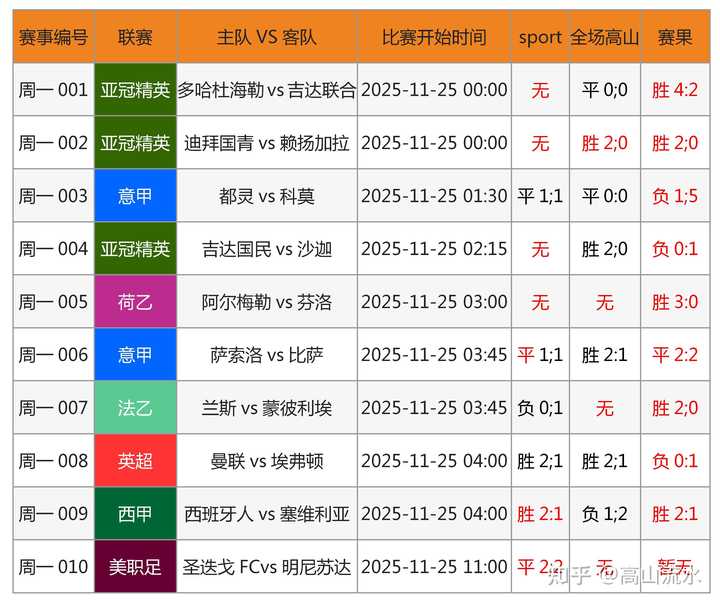 赛事编号 联赛 主队 VS 客队 比赛开始时间 sport 全场高山 赛果
周一 001 亚冠精英 多哈杜海勒 vs 吉达联合 2025-11-25 00:00 无 平 0;0 胜 4:2
周一 002 亚冠精英 迪拜国青 vs 赖扬加拉 2025-11-25 00:00 无 胜 2;0 胜 2;0
周一 003 意甲 都灵 vs 科莫 2025-11-25 01:30 平 1;1 平 0:0 负 1;5
周一 004 亚冠精英 吉达国民 vs 沙迦 2025-11-25 02:15 无 胜 2;0 负 0:1
周一 005 荷乙 阿尔梅勒 vs 芬洛 2025-11-25 03:00 无 无 胜 3:0
周一 006 意甲 萨索洛 vs 比萨 2025-11-25 03:45 平 1;1 胜 2:1 平 2:2
周一 007 法乙 兰斯 vs 蒙彼利埃 2025-11-25 03:45 负 0;1 无 胜 2;0
周一 008 英超 曼联 vs 埃弗顿 2025-11-25 04:00 胜 2;1 胜 2:1 负 0:1
周一 009 西甲 西班牙人 vs 塞维利亚 2025-11-25 04:00 胜 2:1 负 1;2 胜 2:1
周一 010 美职足 圣迭戈 FCvs 明尼苏达 2025-11-25 11:00 平 2;2 无 暂无
知乎 @高山流水